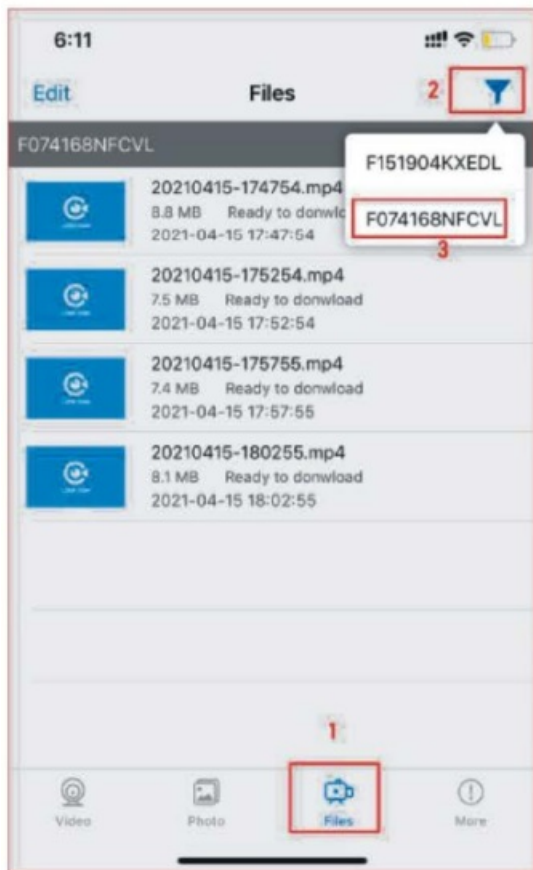 6:11
Edit Files 2
F074168NFCVL
F151904KXEDL
F074168NFCVL
3
20210415-174754.mp4
8.8 MB Ready to donwlo
2021-04-15 17:47:54
20210415-175254.mp4
7.5 MB Ready to donwload
2021-04-15 17:52:54
20210415-175755.mp4
7.4 MB Ready to donwload
2021-04-15 17:57:55
20210415-180255.mp4
8.1 MB Ready to donwload
2021-04-15 18:02:55
1
Video Photo Files More